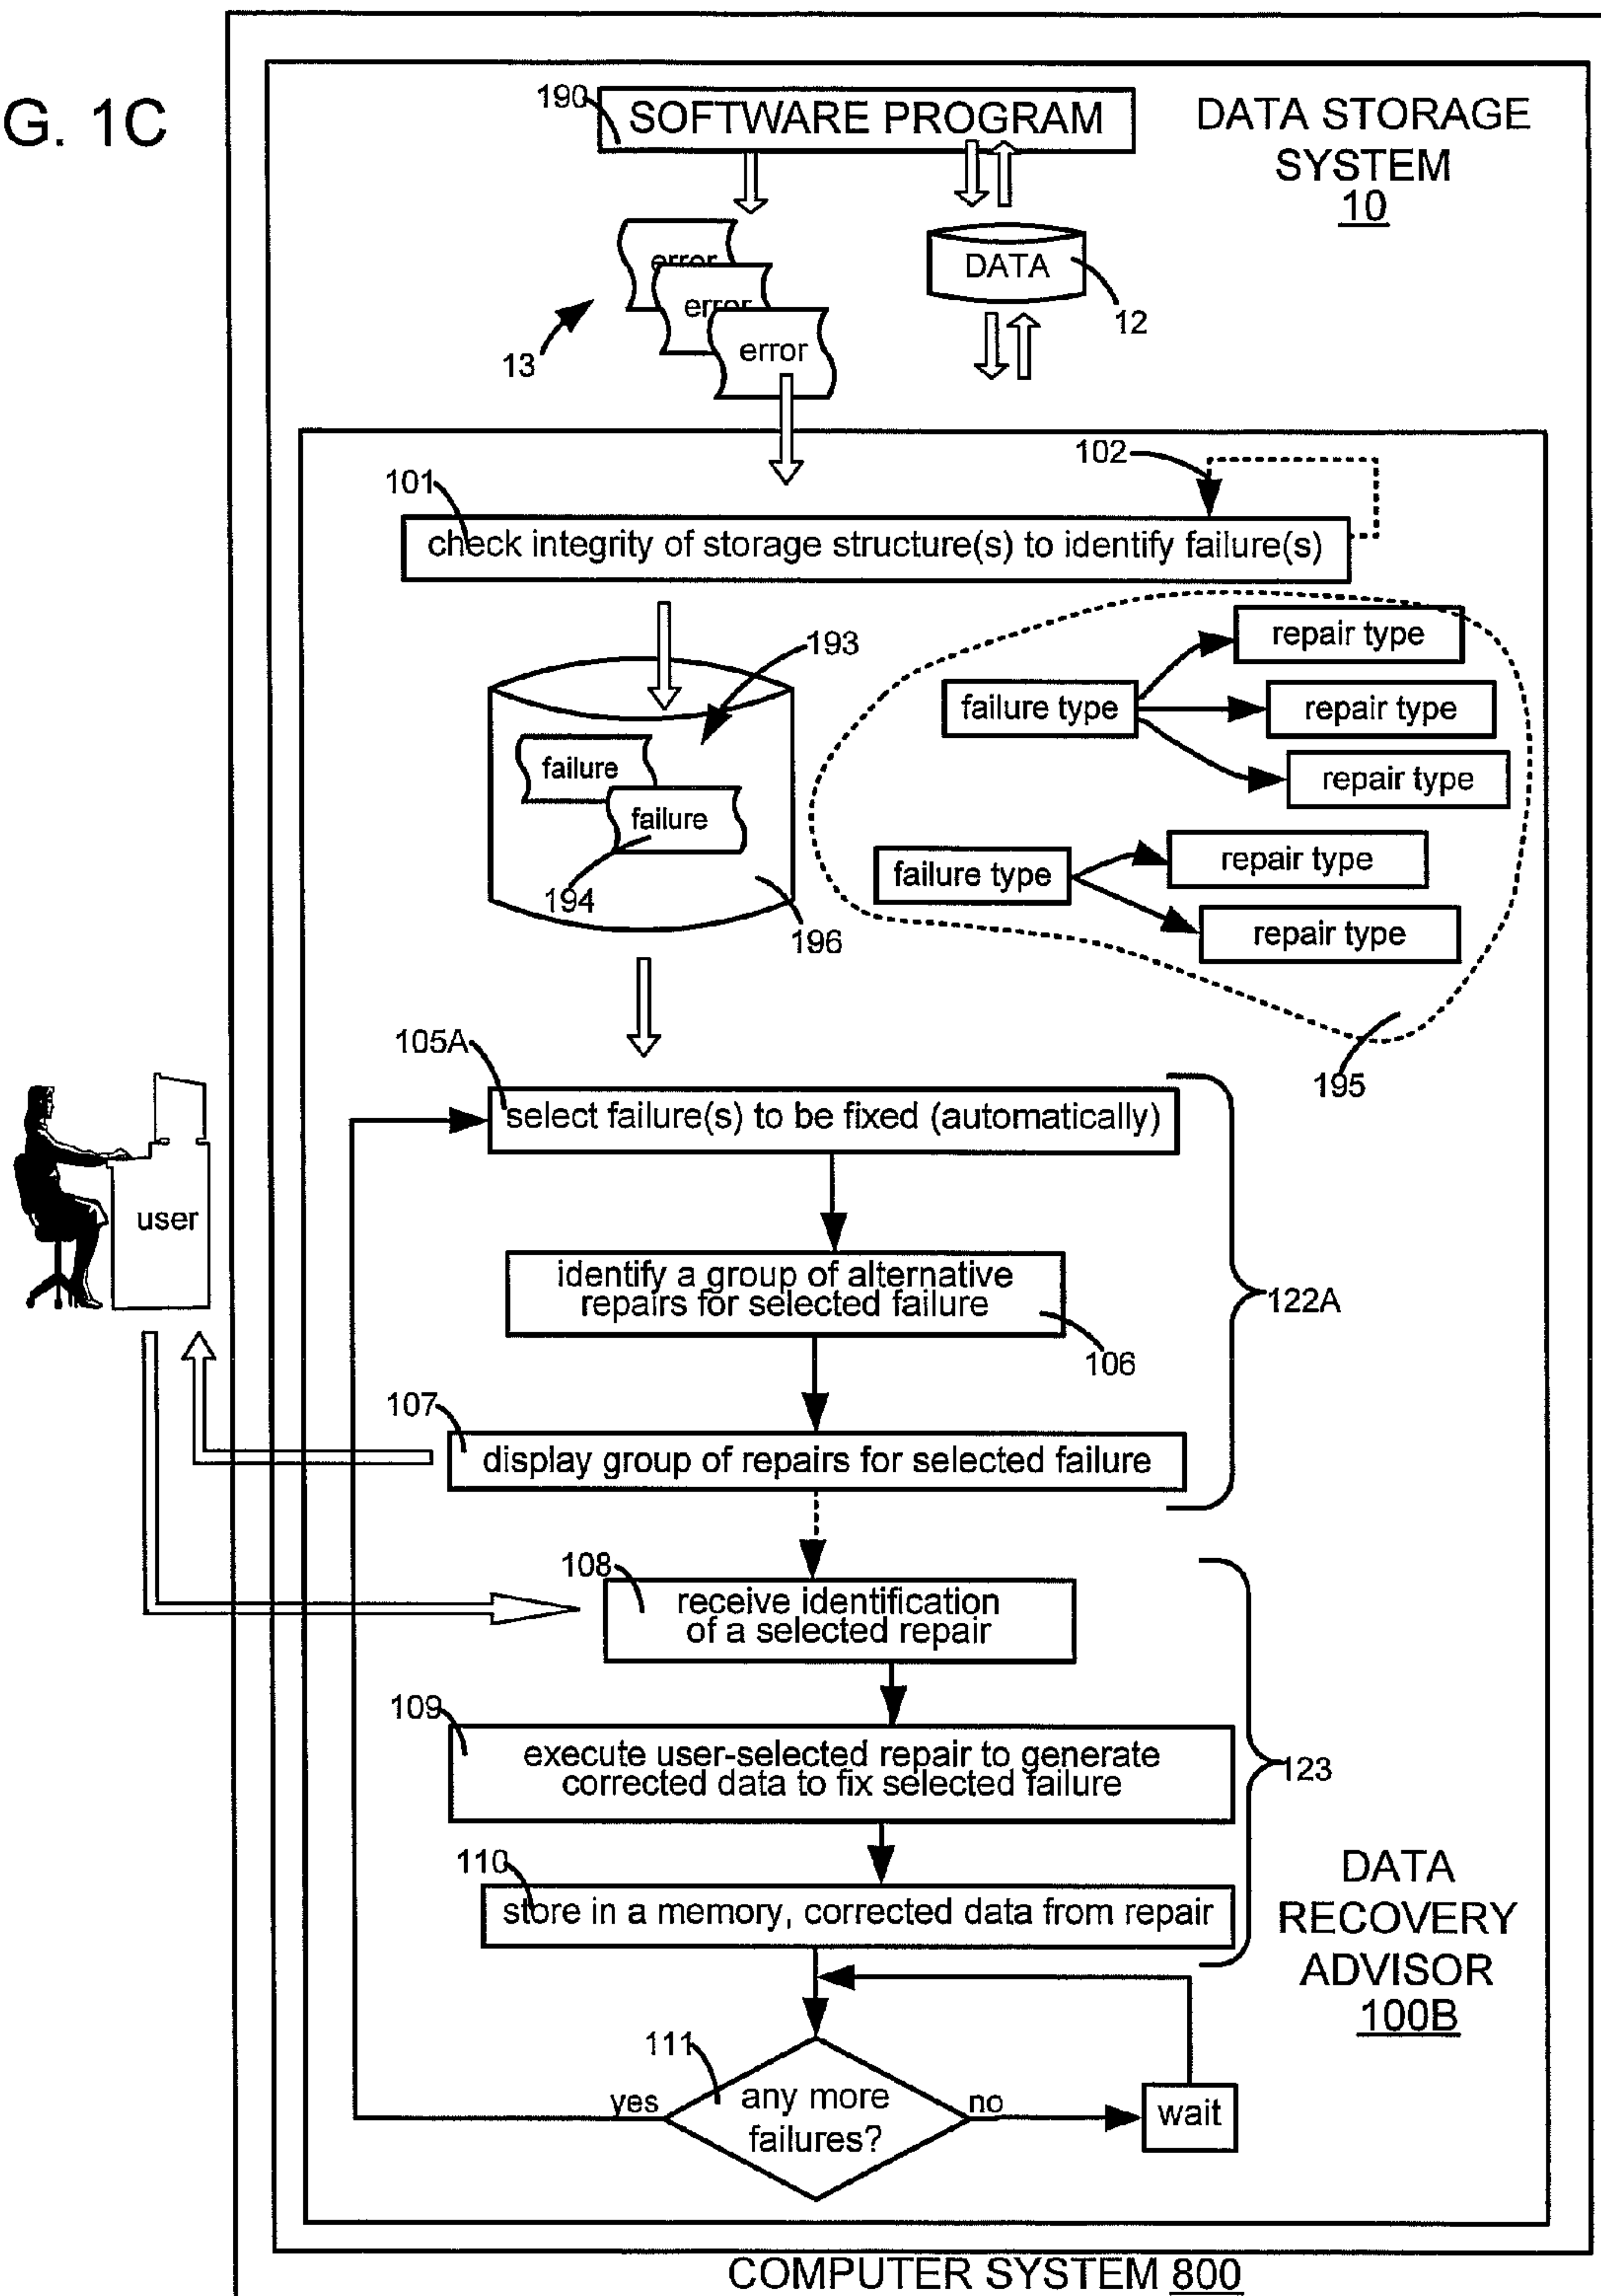 G. 1C
190
SOFTWARE PROGRAM
DATA STORAGE
SYSTEM
10
error
error
error
13
DATA
12
102
101
check integrity of storage structure(s) to identify failure(s)
193
failure
failure
194
196
failure type
repair type
repair type
repair type
failure type
repair type
repair type
195
105A
select failure(s) to be fixed (automatically)
user
identify a group of alternative
repairs for selected failure
106
122A
107
display group of repairs for selected failure
108
receive identification
of a selected repair
109
execute user-selected repair to generate
corrected data to fix selected failure
123
110
store in a memory, corrected data from repair
DATA
RECOVERY
ADVISOR
100B
111
any more
failures?
yes
no
wait
COMPUTER SYSTEM 800